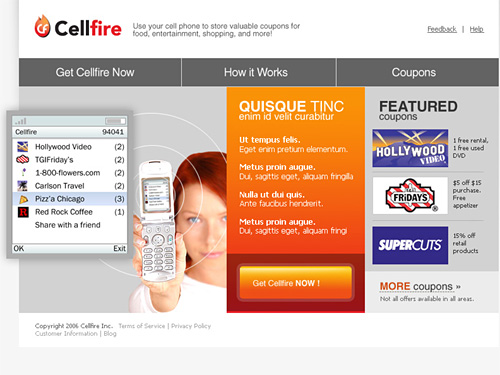 Cellfire
Use your cell phone to store valuable coupons for
food, entertainment, shopping, and more!
Feedback | Help
Get Cellfire Now
How it Works
Coupons
Cellfire 94041
Hollywood Video (2)
TGIFriday's (2)
1-800-flowers.com (2)
Carlson Travel (2)
Pizz'a Chicago (3)
Red Rock Coffee (1)
Share with a friend
OK Exit
QUISQUE TINC
enim id velit curabitur
Ut tempus felis.
Eget enim pretium elementum.
Metus proin augue.
Dui, sagittis eget, aliquam fringilla
Nulla ut dui quis.
Ante faucibus hendrerit.
Metus proin augue.
Dui, sagittis eget, aliquam fringi
Get Cellfire NOW !
FEATURED
coupons
HOLLYWOOD
VIDEO
1 free rental,
1 free used
DVD
FRIDAYS
$5 off $15
purchase.
Free
appetizer
SUPERCUTS
15% off
retail
products
MORE coupons »
Not all offers available in all areas.
Copyright 2006 Cellfire Inc. Terms of Service | Privacy Policy
Customer Information | Blog